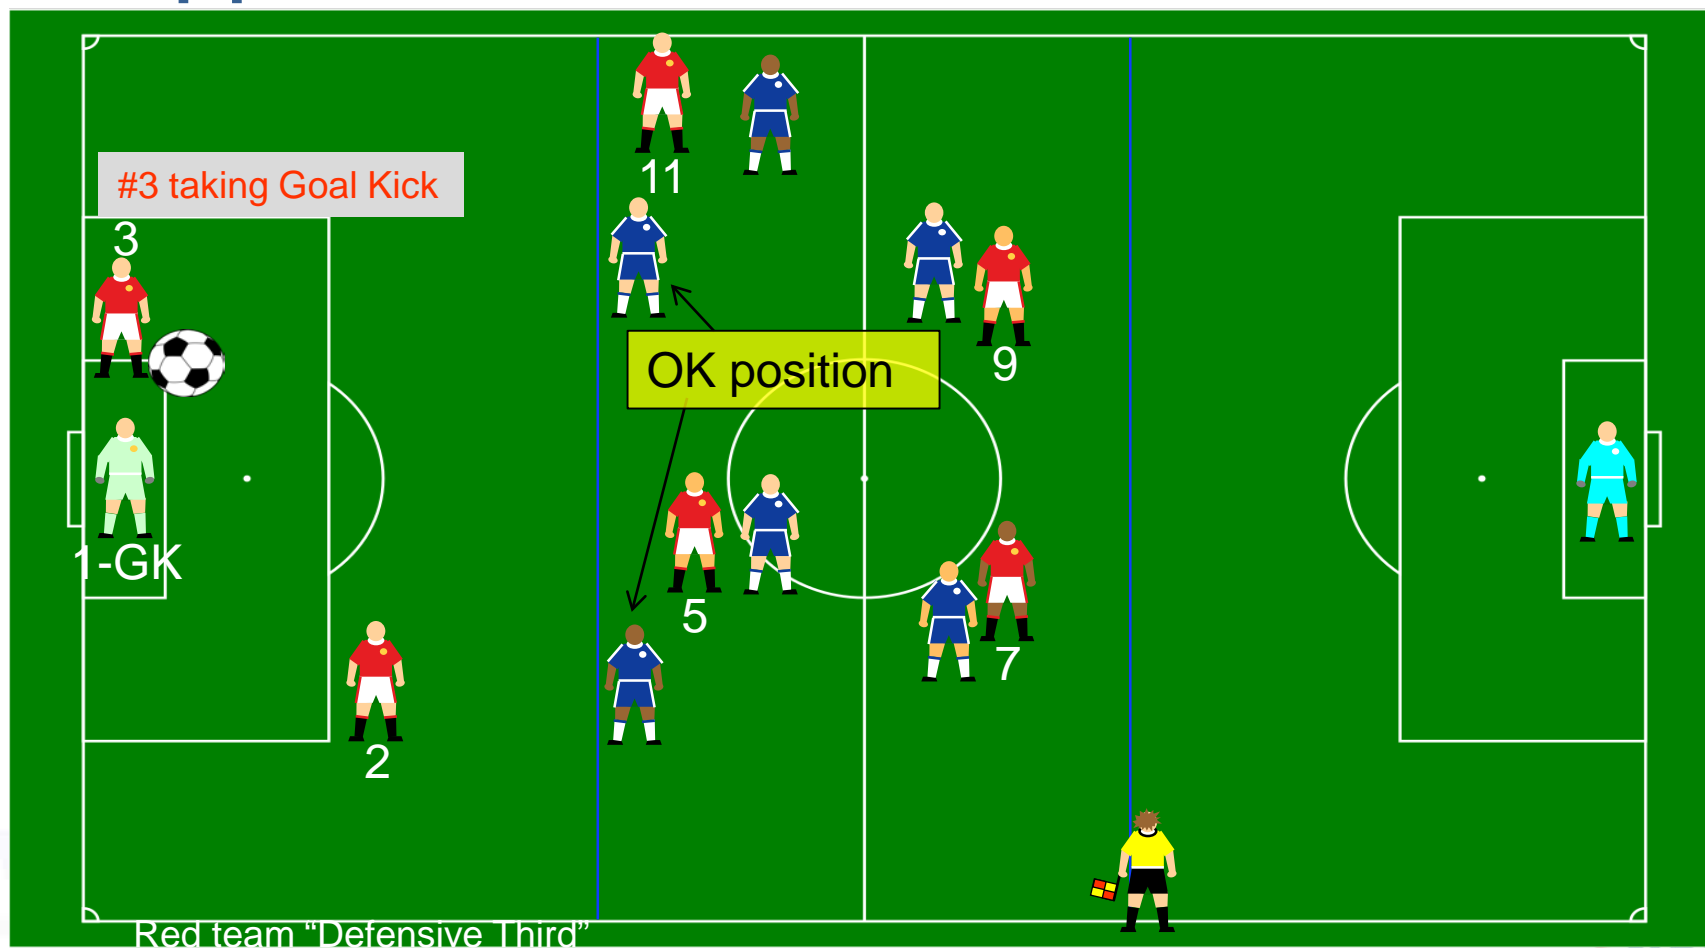 11
#3 taking Goal Kick
3
OK position
9
1-GK
5
7
2
Red team “Defensive Third”